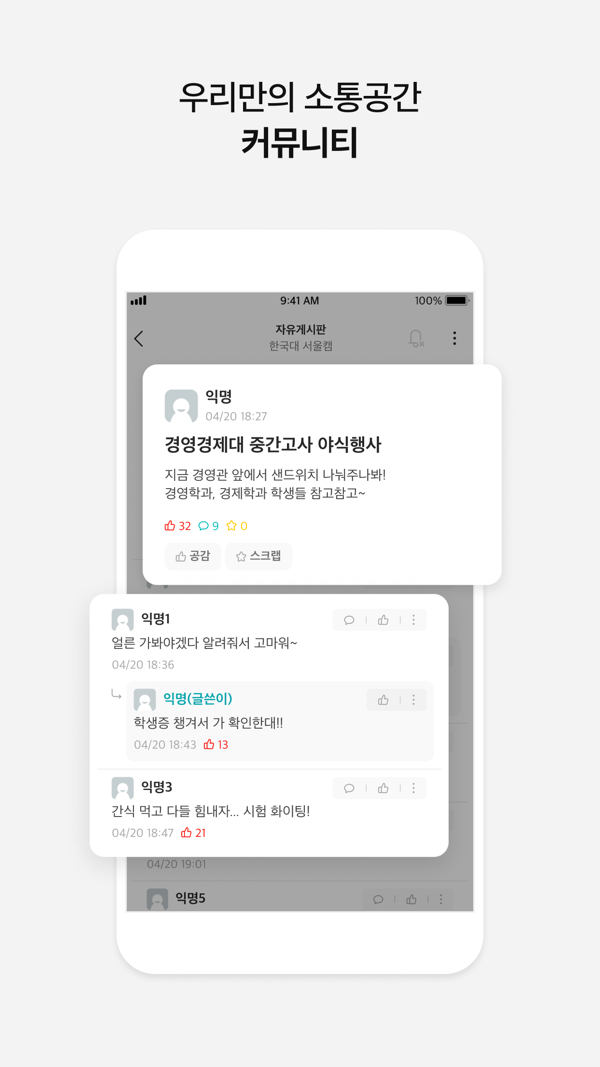 우리만의 소통공간
커뮤니티
9:41 AM 100%
자유게시판
한국대 서울캠
익명
04/20 18:27
경영경제대 중간고사 야식행사
지금 경영관 앞에서 샌드위치 나눠주나봐!
경영학과, 경제학과 학생들 참고참고~
32 9 0
공감 스크랩
익명1
얼른 가봐야겠다 알려줘서 고마워~
04/20 18:36
익명(글쓴이)
학생증 챙겨서 가 확인한대!!
04/20 18:43 13
익명3
간식 먹고 다들 힘내자... 시험 화이팅!
04/20 18:47 21
04/20 19:01
익명5